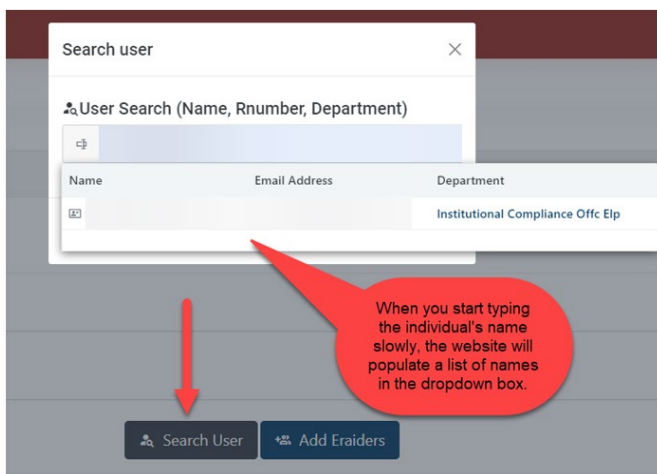 Search user
User Search (Name, Rnumber, Department)
Name Email Address Department
Institutional Compliance Offc Elp
When you start typing
the individual's name
slowly, the website will
populate a list of names
in the dropdown box.
Search User Add Eraiders